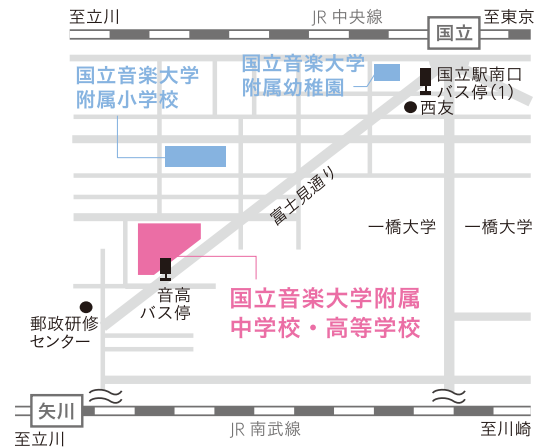 至立川
JR 中央線
至東京
国立
国立音楽大学
附属小学校
国立音楽大学
附属幼稚園
国立駅南口
バス停(1)
西友
富士見通り
一橋大学
一橋大学
音高
バス停
国立音楽大学附属
中学校・高等学校
郵政研修
センター
矢川
至立川
JR 南武線
至川崎